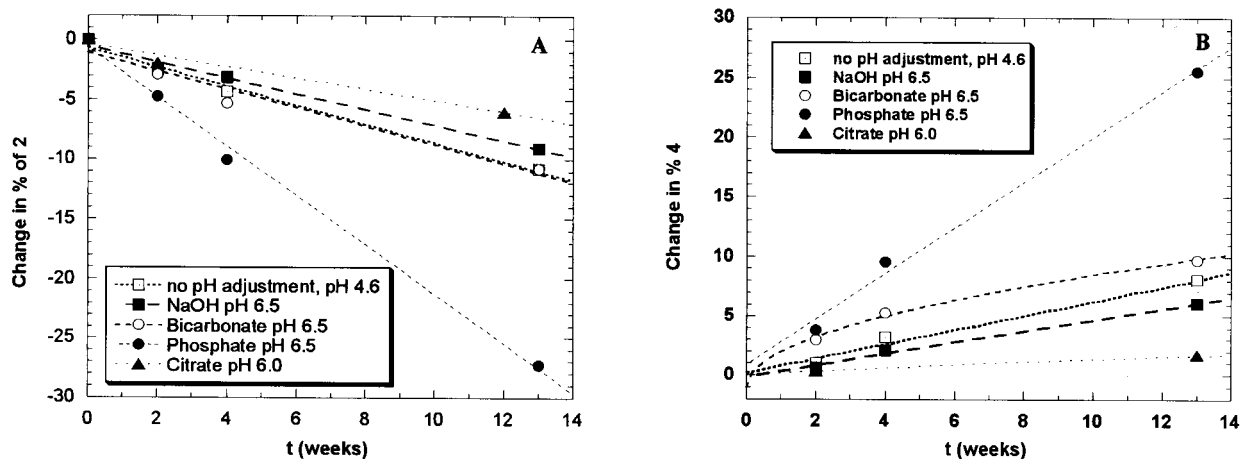 A
Change in % of 2
0
-5
-10
-15
-20
-25
-30
no pH adjustment, pH 4.6
NaOH pH 6.5
Bicarbonate pH 6.5
Phosphate pH 6.5
Citrate pH 6.0
0 2 4 6 8 10 12 14
t (weeks)
B
Change in % 4
30
25
20
15
10
5
0
no pH adjustment, pH 4.6
NaOH pH 6.5
Bicarbonate pH 6.5
Phosphate pH 6.5
Citrate pH 6.0
0 2 4 6 8 10 12 14
t (weeks)